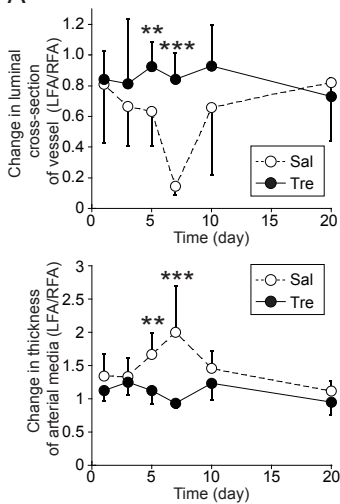 A
Change in luminal
cross-section
of vessel (LFA/RFA)
1.2
1.0
0.8
0.6
0.4
0.2
0
**
***
Sal
Tre
0
5
10
15
20
Time (day)
Change in thickness
of arterial media (LFA/RFA)
3
2.5
2
1.5
1
0.5
0
**
***
Sal
Tre
0
5
10
15
20
Time (day)